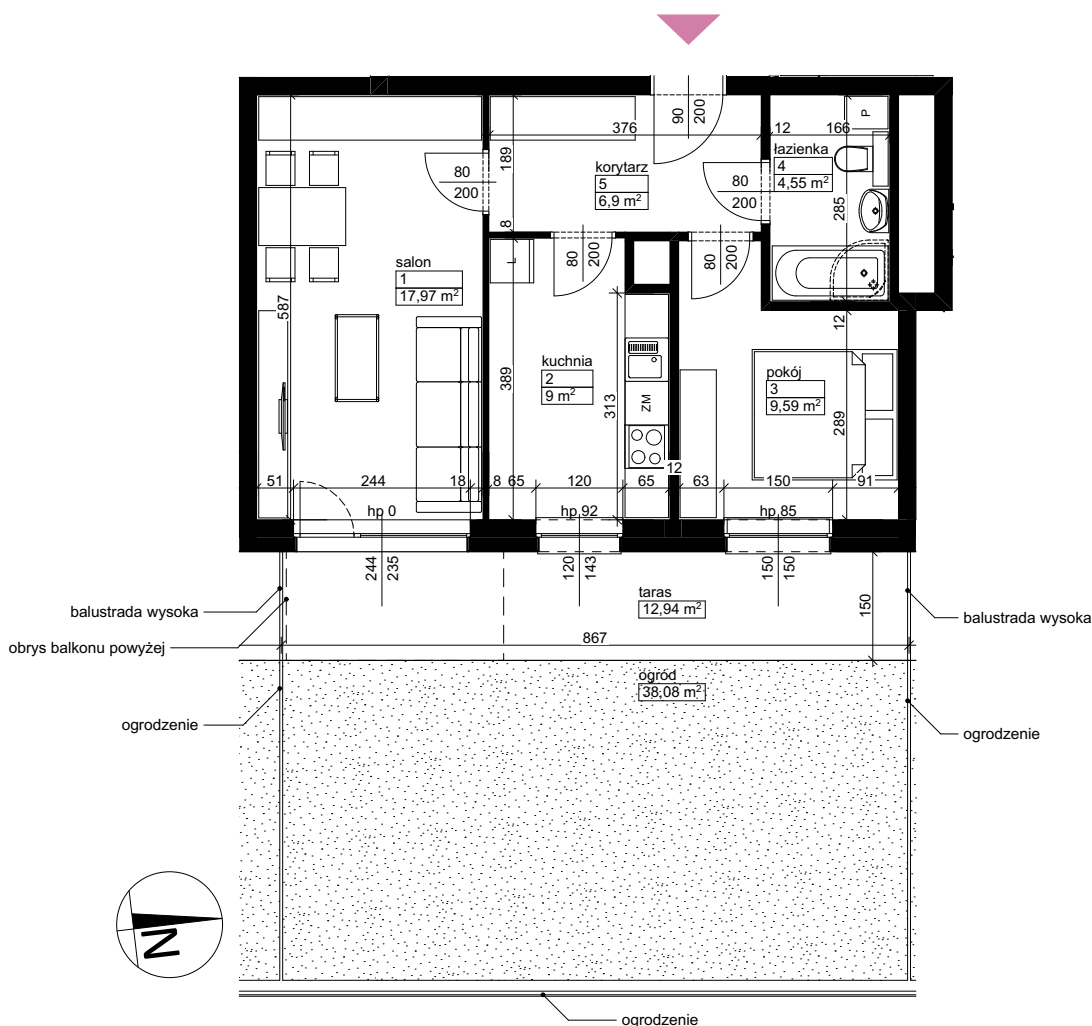 90
200
376
12
166
P
łazienka
4
4,55 m²
189
korytarz
5
6,9 m²
80
200
80
200
285
8
L
80
200
80
200
salon
1
17,97 m²
587
12
kuchnia
2
9 m²
389
313
ZM
pokój
3
9,59 m²
289
12
51
244
18
8
65
120
65
63
150
91
hp 0
hp 92
hp 85
244
235
120
143
150
150
taras
12,94 m²
150
balustrada wysoka
balustrada wysoka
obrys balkonu powyżej
867
ogród
38,08 m²
ogrodzenie
ogrodzenie
N
ogrodzenie